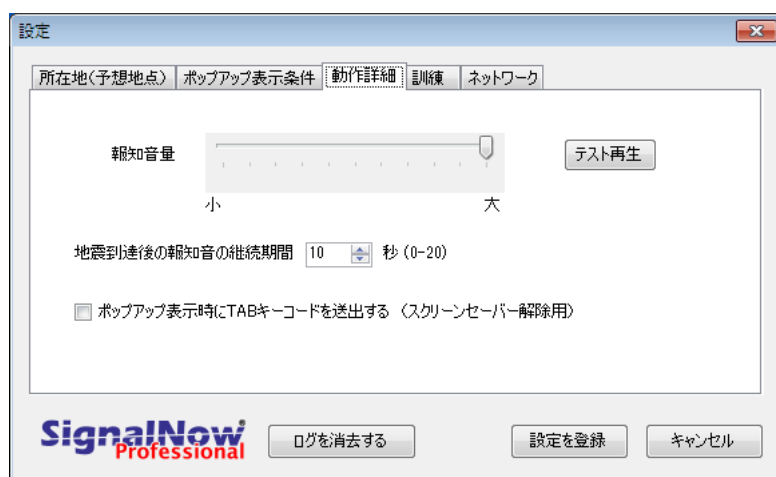 設定
所在地(予想地点) ポップアップ表示条件 動作詳細 訓練 ネットワーク
報知音量 テスト再生
小 大
地震到達後の報知音の継続期間 10 秒 (0-20)
ポップアップ表示時にTABキーコードを送出する (スクリーンセーバー解除用)
SignalNow
Professional
ログを消去する 設定を登録 キャンセル